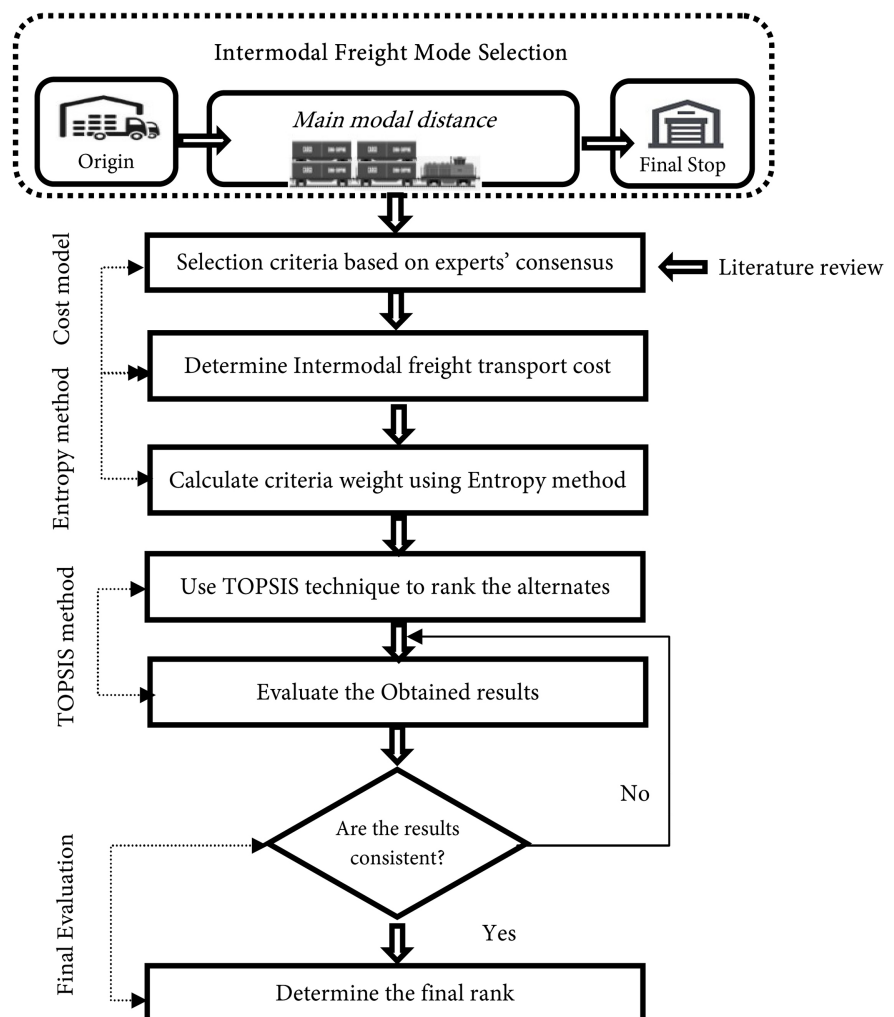 Intermodal Freight Mode Selection
Origin
Main modal distance
Final Stop
Cost model
Selection criteria based on experts' consensus
Literature review
Determine Intermodal freight transport cost
Entropy method
Calculate criteria weight using Entropy method
Use TOPSIS technique to rank the alternates
TOPSIS method
Evaluate the Obtained results
No
Are the results
consistent?
Yes
Final Evaluation
Determine the final rank